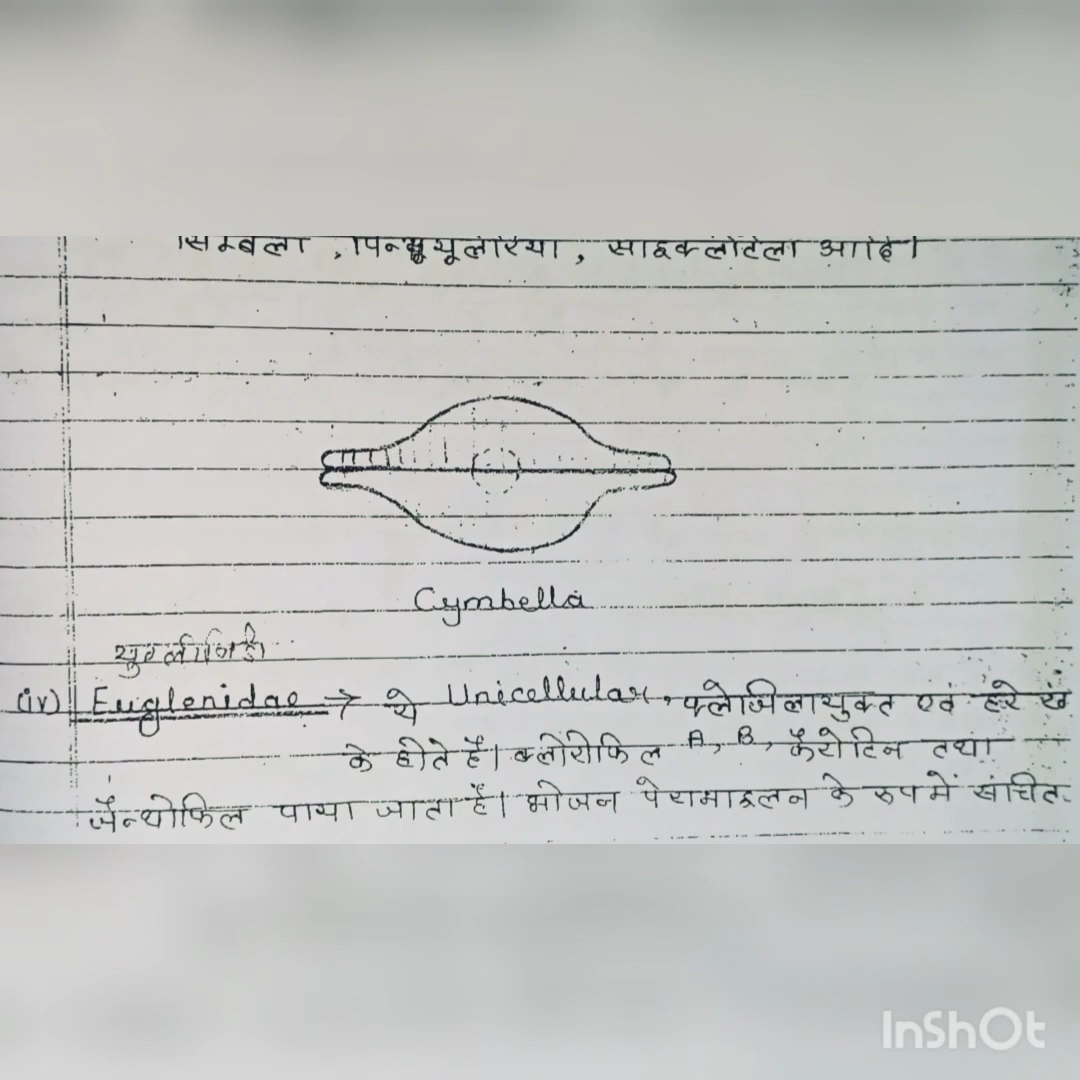 सिम्बेला , पिन्यूलेरिया , साइक्लोटेला आदि।
Cymbella
युग्लीनिडी
(iv) Euglenidae → ये Unicellular, फ्लेजिलायुक्त एवं हरे रंग
के होते हैं। क्लोरोफिल A, B, कैरोटिन तथा
जैन्थोफिल पाया जाता है। भोजन पेरामाइलन के रूप में संचित
InShOt